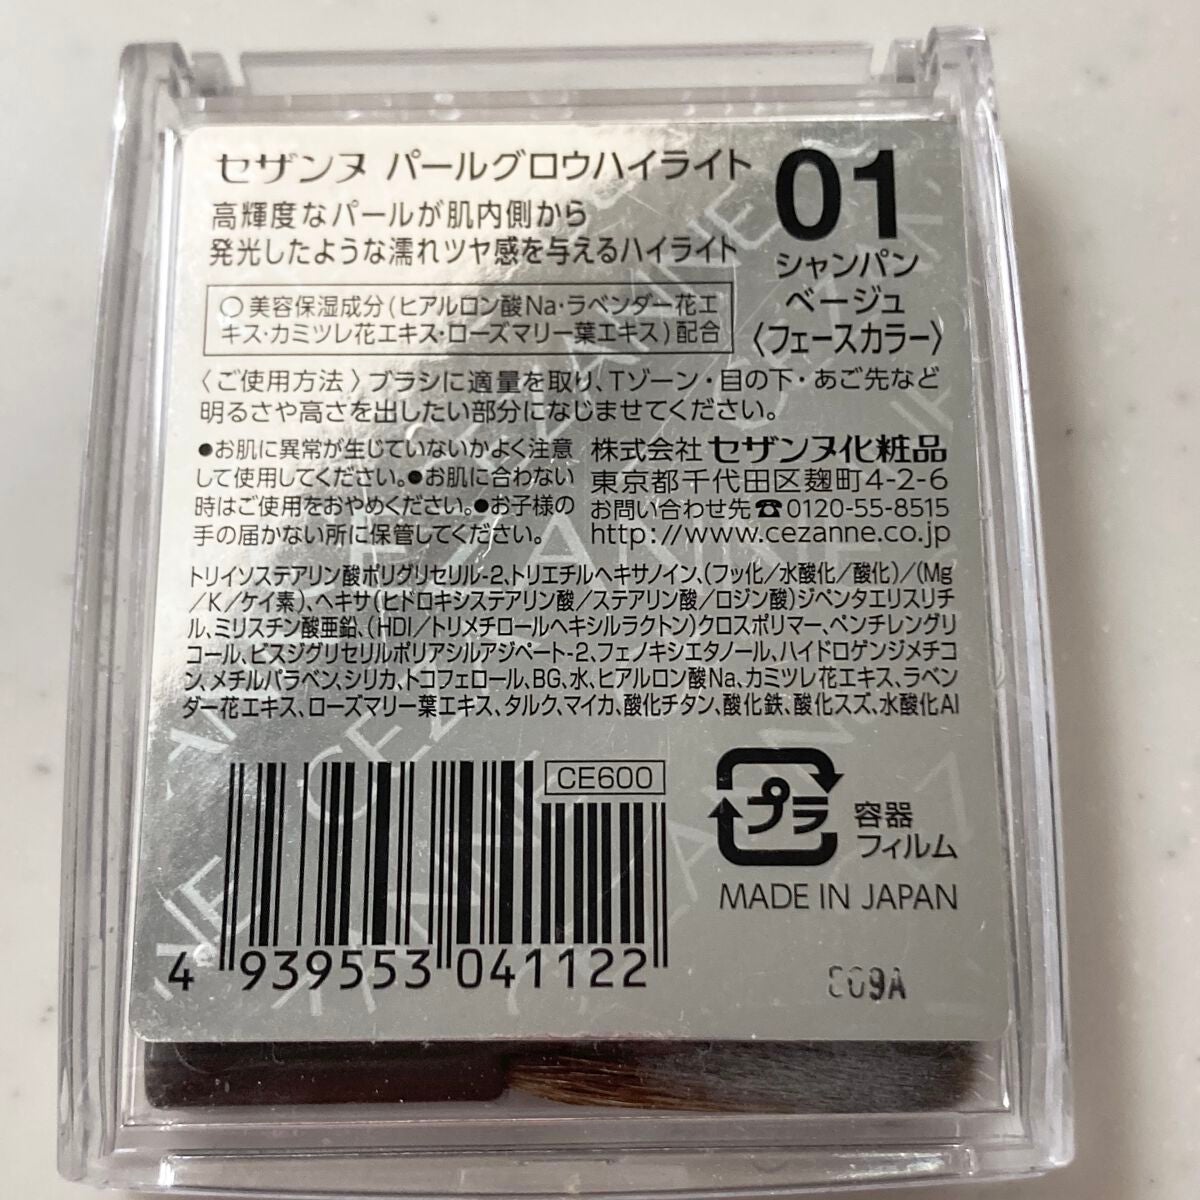 セザンヌ パールグロウハイライト
高輝度なパールが肌内側から
発光したような濡れツヤ感を与えるハイライト
01
シャンパン
ベージュ
〈フェースカラー〉
○美容保湿成分(ヒアルロン酸Na・ラベンダー花エ
キス・カミツレ花エキス・ローズマリー葉エキス)配合
〈ご使用方法〉ブラシに適量を取り、Tゾーン・目の下・あご先など
明るさや高さを出したい部分になじませてください。
●お肌に異常が生じていないかよく注意
して使用してください。●お肌に合わない
時はご使用をおやめください。●お子様の
手の届かない所に保管してください。
株式会社 セザンヌ化粧品
東京都千代田区麹町4-2-6
お問い合わせ先☎0120-55-8515
http://www.cezanne.co.jp
トリイソステアリン酸ポリグリセリル-2、トリエチルヘキサノイン、(フッ化/水酸化/酸化)/(Mg
/K/ケイ素)、ヘキサ(ヒドロキシステアリン酸/ステアリン酸/ロジン酸)ジペンタエリスリチ
ル、ミリスチン酸亜鉛、(HDI/トリメチロールヘキシルラクトン)クロスポリマー、ペンチレングリ
コール、ビスジグリセリルポリアシルアジペート-2、フェノキシエタノール、ハイドロゲンジメチコ
ン、メチルパラベン、シリカ、トコフェロール、BG、水、ヒアルロン酸Na、カミツレ花エキス、ラベン
ダー花エキス、ローズマリー葉エキス、タルク、マイカ、酸化チタン、酸化鉄、酸化スズ、水酸化Al
CE600
4 939553 041122
プラ
容器
フィルム
MADE IN JAPAN